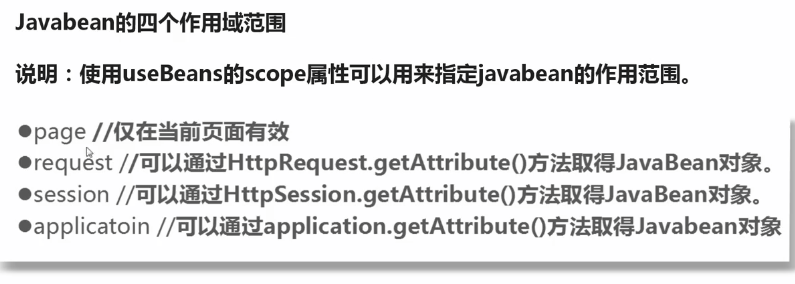 Javabean的四个作用域范围
说明：使用useBeans的scope属性可以用来指定javabean的作用范围。
●page //仅在当前页面有效
●request //可以通过HttpRequest.getAttribute()方法取得JavaBean对象。
●session //可以通过HttpSession.getAttribute()方法取得JavaBean对象。
●applicatoin //可以通过application.getAttribute()方法取得Javabean对象